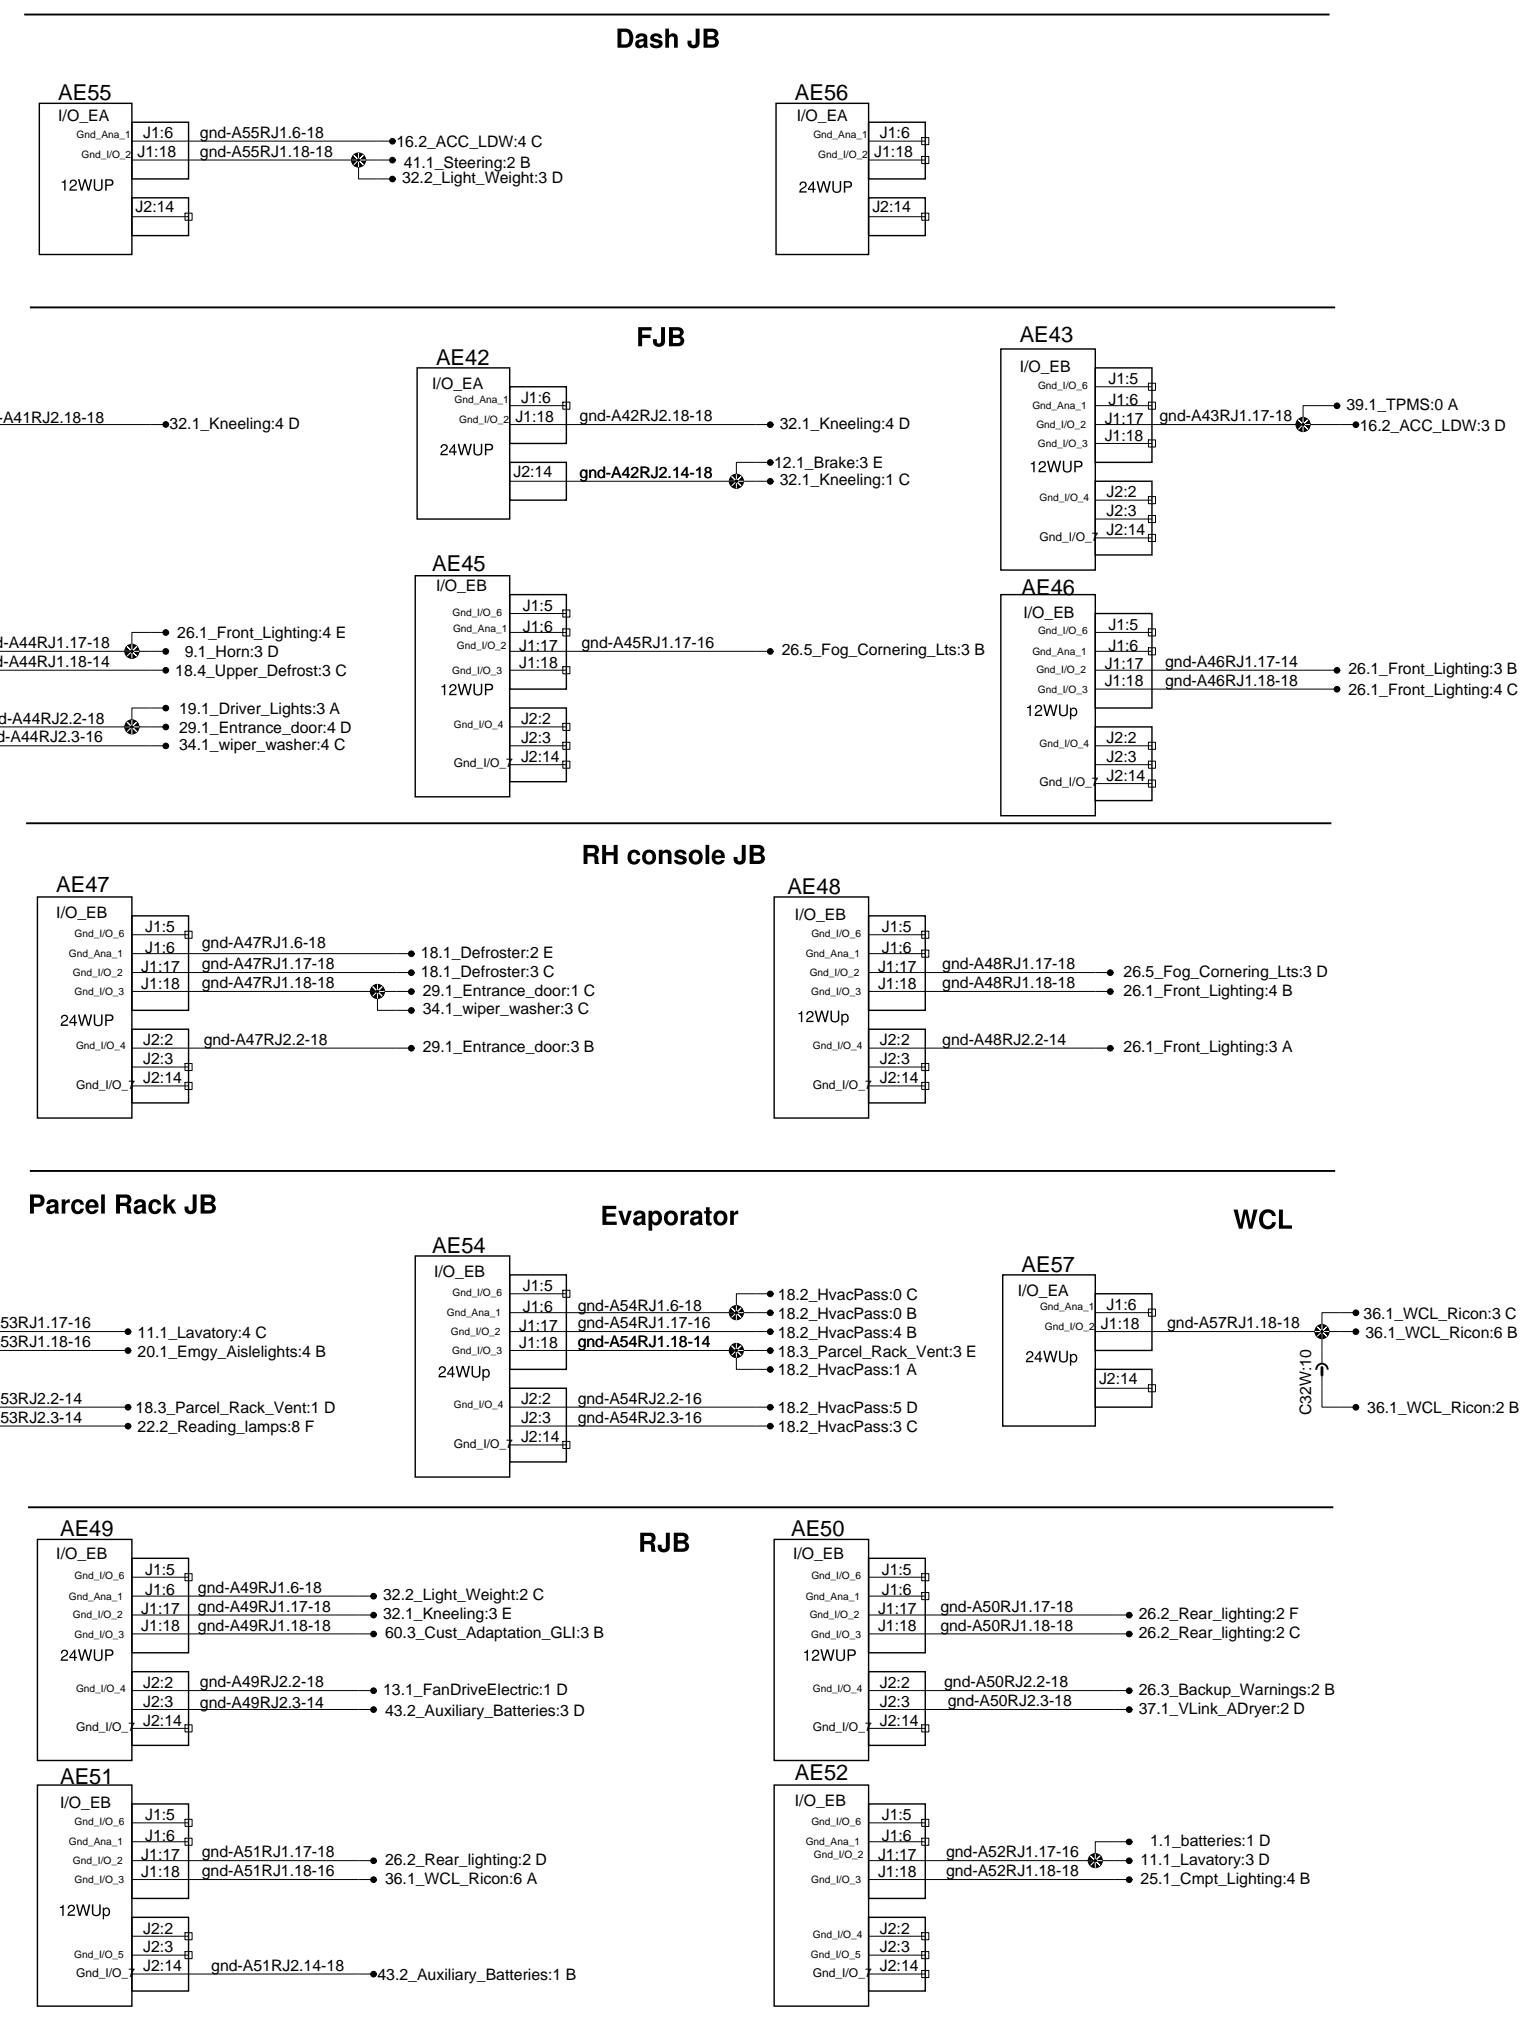 Dash JB
AE55
I/O_EA
Gnd_Ana_1 J1:6 gnd-A55RJ1.6-18 16.2_ACC_LDW:4 C
Gnd_I/O_2 J1:18 gnd-A55RJ1.18-18 41.1_Steering:2 B
32.2_Light_Weight:3 D
12WUP
J2:14
AE56
I/O_EA
Gnd_Ana_1 J1:6
Gnd_I/O_2 J1:18
24WUP
J2:14
FJB
-A41RJ2.18-18 32.1_Kneeling:4 D
AE42
I/O_EA
Gnd_Ana_1 J1:6
Gnd_I/O_2 J1:18 gnd-A42RJ2.18-18 32.1_Kneeling:4 D
24WUP
12.1_Brake:3 E
J2:14 gnd-A42RJ2.14-18 32.1_Kneeling:1 C
AE43
I/O_EB
Gnd_I/O_6 J1:5
Gnd_Ana_1 J1:6 39.1_TPMS:0 A
Gnd_I/O_2 J1:17 gnd-A43RJ1.17-18 16.2_ACC_LDW:3 D
Gnd_I/O_3 J1:18
12WUP
Gnd_I/O_4 J2:2
J2:3
Gnd_I/O_7 J2:14
26.1_Front_Lighting:4 E
d-A44RJ1.17-18 9.1_Horn:3 D
d-A44RJ1.18-14 18.4_Upper_Defrost:3 C
19.1_Driver_Lights:3 A
d-A44RJ2.2-18 29.1_Entrance_door:4 D
d-A44RJ2.3-16 34.1_wiper_washer:4 C
AE45
I/O_EB
Gnd_I/O_6 J1:5
Gnd_Ana_1 J1:6
Gnd_I/O_2 J1:17 gnd-A45RJ1.17-16 26.5_Fog_Cornering_Lts:3 B
Gnd_I/O_3 J1:18
12WUP
Gnd_I/O_4 J2:2
J2:3
Gnd_I/O_7 J2:14
AE46
I/O_EB
Gnd_I/O_6 J1:5
Gnd_Ana_1 J1:6
Gnd_I/O_2 J1:17 gnd-A46RJ1.17-14 26.1_Front_Lighting:3 B
Gnd_I/O_3 J1:18 gnd-A46RJ1.18-18 26.1_Front_Lighting:4 C
12WUp
Gnd_I/O_4 J2:2
J2:3
Gnd_I/O_7 J2:14
RH console JB
AE47
I/O_EB
Gnd_I/O_6 J1:5
Gnd_Ana_1 J1:6 gnd-A47RJ1.6-18 18.1_Defroster:2 E
Gnd_I/O_2 J1:17 gnd-A47RJ1.17-18 18.1_Defroster:3 C
Gnd_I/O_3 J1:18 gnd-A47RJ1.18-18 29.1_Entrance_door:1 C
34.1_wiper_washer:3 C
24WUP
Gnd_I/O_4 J2:2 gnd-A47RJ2.2-18 29.1_Entrance_door:3 B
J2:3
Gnd_I/O_7 J2:14
AE48
I/O_EB
Gnd_I/O_6 J1:5
Gnd_Ana_1 J1:6
Gnd_I/O_2 J1:17 gnd-A48RJ1.17-18 26.5_Fog_Cornering_Lts:3 D
Gnd_I/O_3 J1:18 gnd-A48RJ1.18-18 26.1_Front_Lighting:4 B
12WUp
Gnd_I/O_4 J2:2 gnd-A48RJ2.2-14 26.1_Front_Lighting:3 A
J2:3
Gnd_I/O_7 J2:14
Parcel Rack JB
53RJ1.17-16 11.1_Lavatory:4 C
53RJ1.18-16 20.1_Emgy_Aislelights:4 B
53RJ2.2-14 18.3_Parcel_Rack_Vent:1 D
53RJ2.3-14 22.2_Reading_lamps:8 F
Evaporator
AE54
I/O_EB
Gnd_I/O_6 J1:5 18.2_HvacPass:0 C
Gnd_Ana_1 J1:6 gnd-A54RJ1.6-18 18.2_HvacPass:0 B
Gnd_I/O_2 J1:17 gnd-A54RJ1.17-16 18.2_HvacPass:4 B
Gnd_I/O_3 J1:18 gnd-A54RJ1.18-14 18.3_Parcel_Rack_Vent:3 E
24WUp 18.2_HvacPass:1 A
Gnd_I/O_4 J2:2 gnd-A54RJ2.2-16 18.2_HvacPass:5 D
J2:3 gnd-A54RJ2.3-16 18.2_HvacPass:3 C
Gnd_I/O_7 J2:14
WCL
AE57
I/O_EA
Gnd_Ana_1 J1:6 36.1_WCL_Ricon:3 C
Gnd_I/O_2 J1:18 gnd-A57RJ1.18-18 36.1_WCL_Ricon:6 B
24WUp
C32W:10
J2:14
36.1_WCL_Ricon:2 B
RJB
AE49
I/O_EB
Gnd_I/O_6 J1:5
Gnd_Ana_1 J1:6 gnd-A49RJ1.6-18 32.2_Light_Weight:2 C
Gnd_I/O_2 J1:17 gnd-A49RJ1.17-18 32.1_Kneeling:3 E
Gnd_I/O_3 J1:18 gnd-A49RJ1.18-18 60.3_Cust_Adaptation_GLI:3 B
24WUP
Gnd_I/O_4 J2:2 gnd-A49RJ2.2-18 13.1_FanDriveElectric:1 D
J2:3 gnd-A49RJ2.3-14 43.2_Auxiliary_Batteries:3 D
Gnd_I/O_7 J2:14
AE50
I/O_EB
Gnd_I/O_6 J1:5
Gnd_Ana_1 J1:6
Gnd_I/O_2 J1:17 gnd-A50RJ1.17-18 26.2_Rear_lighting:2 F
Gnd_I/O_3 J1:18 gnd-A50RJ1.18-18 26.2_Rear_lighting:2 C
12WUP
Gnd_I/O_4 J2:2 gnd-A50RJ2.2-18 26.3_Backup_Warnings:2 B
J2:3 gnd-A50RJ2.3-18 37.1_VLink_ADryer:2 D
Gnd_I/O_7 J2:14
AE51
I/O_EB
Gnd_I/O_6 J1:5
Gnd_Ana_1 J1:6
Gnd_I/O_2 J1:17 gnd-A51RJ1.17-18 26.2_Rear_lighting:2 D
Gnd_I/O_3 J1:18 gnd-A51RJ1.18-16 36.1_WCL_Ricon:6 A
12WUp
J2:2
Gnd_I/O_5 J2:3
Gnd_I/O_7 J2:14 gnd-A51RJ2.14-18 43.2_Auxiliary_Batteries:1 B
AE52
I/O_EB
Gnd_I/O_6 J1:5
Gnd_Ana_1 J1:6 1.1_batteries:1 D
Gnd_I/O_2 J1:17 gnd-A52RJ1.17-16 11.1_Lavatory:3 D
Gnd_I/O_3 J1:18 gnd-A52RJ1.18-18 25.1_Cmpt_Lighting:4 B
Gnd_I/O_4 J2:2
Gnd_I/O_5 J2:3
Gnd_I/O_7 J2:14